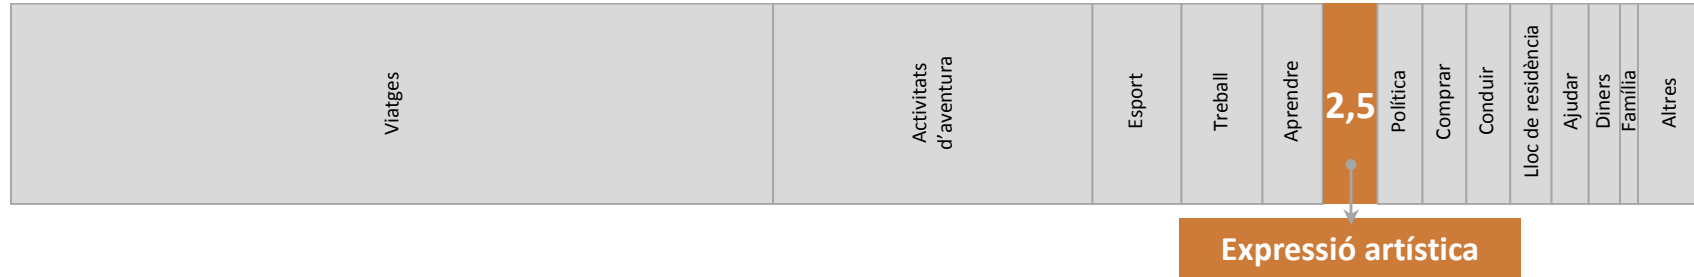 Viatges
Activitats
d'aventura
Esport
Treball
Aprendre
2,5
Política
Comprar
Conduir
Lloc de residència
Ajudar
Diners
Família
Altres
Expressió artística